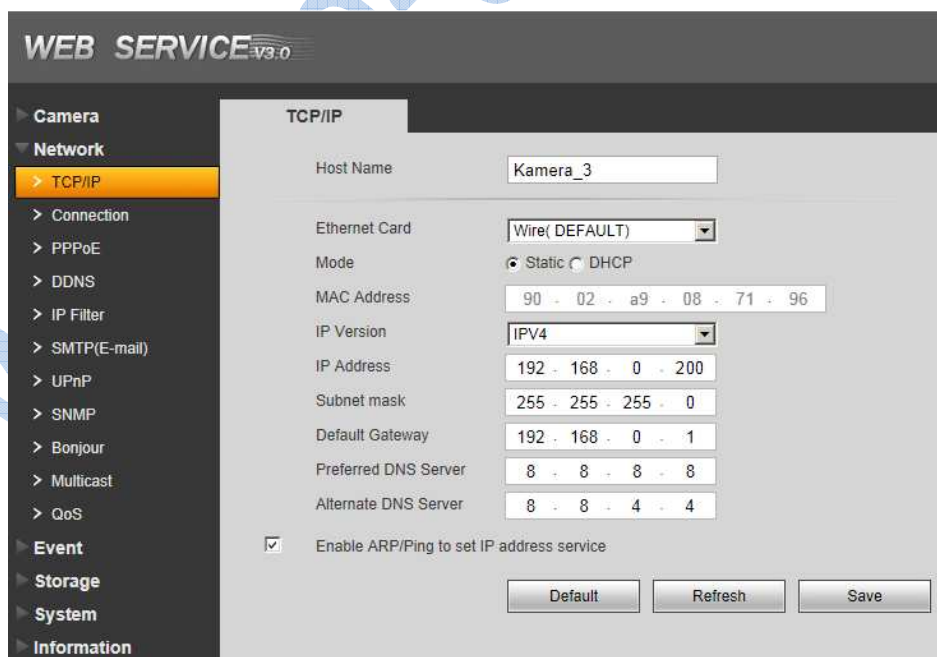 WEB SERVICE V3.0
Camera
Network
TCP/IP
Connection
PPPoE
DDNS
IP Filter
SMTP(E-mail)
UPnP
SNMP
Bonjour
Multicast
QoS
Event
Storage
System
Information
TCP/IP
Host Name Kamera_3
Ethernet Card Wire( DEFAULT)
Mode Static DHCP
MAC Address 90 . 02 . a9 . 08 . 71 . 96
IP Version IPV4
IP Address 192 . 168 . 0 . 200
Subnet mask 255 . 255 . 255 . 0
Default Gateway 192 . 168 . 0 . 1
Preferred DNS Server 8 . 8 . 8 . 8
Alternate DNS Server 8 . 8 . 4 . 4
Enable ARP/Ping to set IP address service
Default Refresh Save